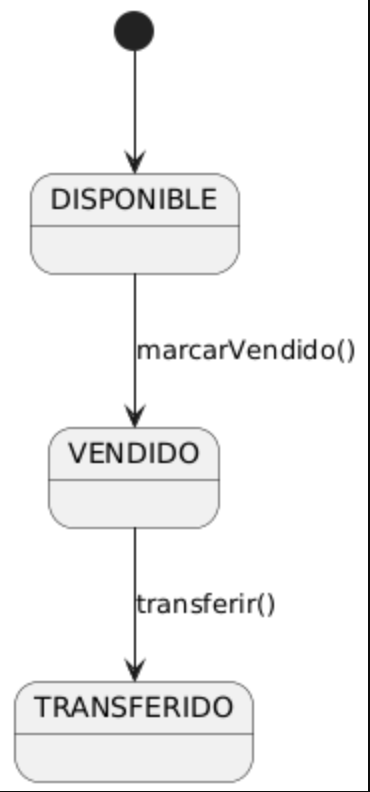 DISPONIBLE
marcarVendido()
VENDIDO
transferir()
TRANSFERIDO